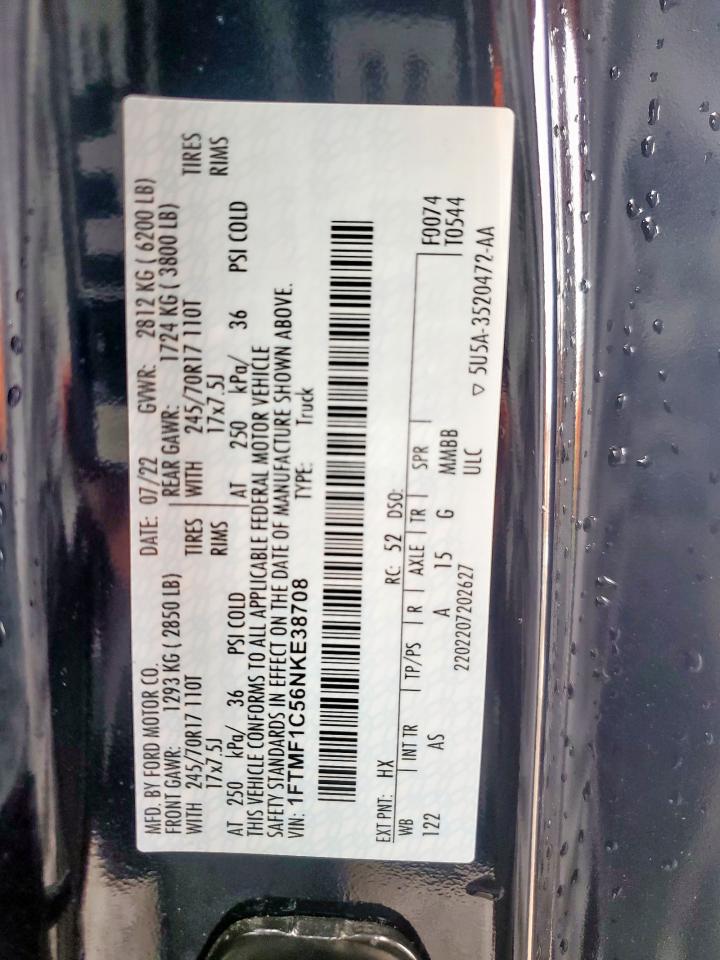 MFD. BY FORD MOTOR CO.
DATE: 07/22 GVWR: 2812 KG ( 6200 LB)
FRONT GAWR: 1293 KG ( 2850 LB) REAR GAWR: 1724 KG ( 3800 LB)
WITH 245/70R17 110T TIRES WITH 245/70R17 110T TIRES
17x7.5J RIMS 17x7.5J RIMS
AT 250 kPa/ 36 PSI COLD AT 250 kPa/ 36 PSI COLD
THIS VEHICLE CONFORMS TO ALL APPLICABLE FEDERAL MOTOR VEHICLE
SAFETY STANDARDS IN EFFECT ON THE DATE OF MANUFACTURE SHOWN ABOVE.
VIN: 1FTMF1C56NKE38708 TYPE: Truck
EXT PNT: HX RC: 52 DSO: F0074
WB INT TR TP/PS R AXLE TR SPR T0544
122 AS A 15 G MMBB
2202207202627 ULC
▽ 5U5A-3520472-AA